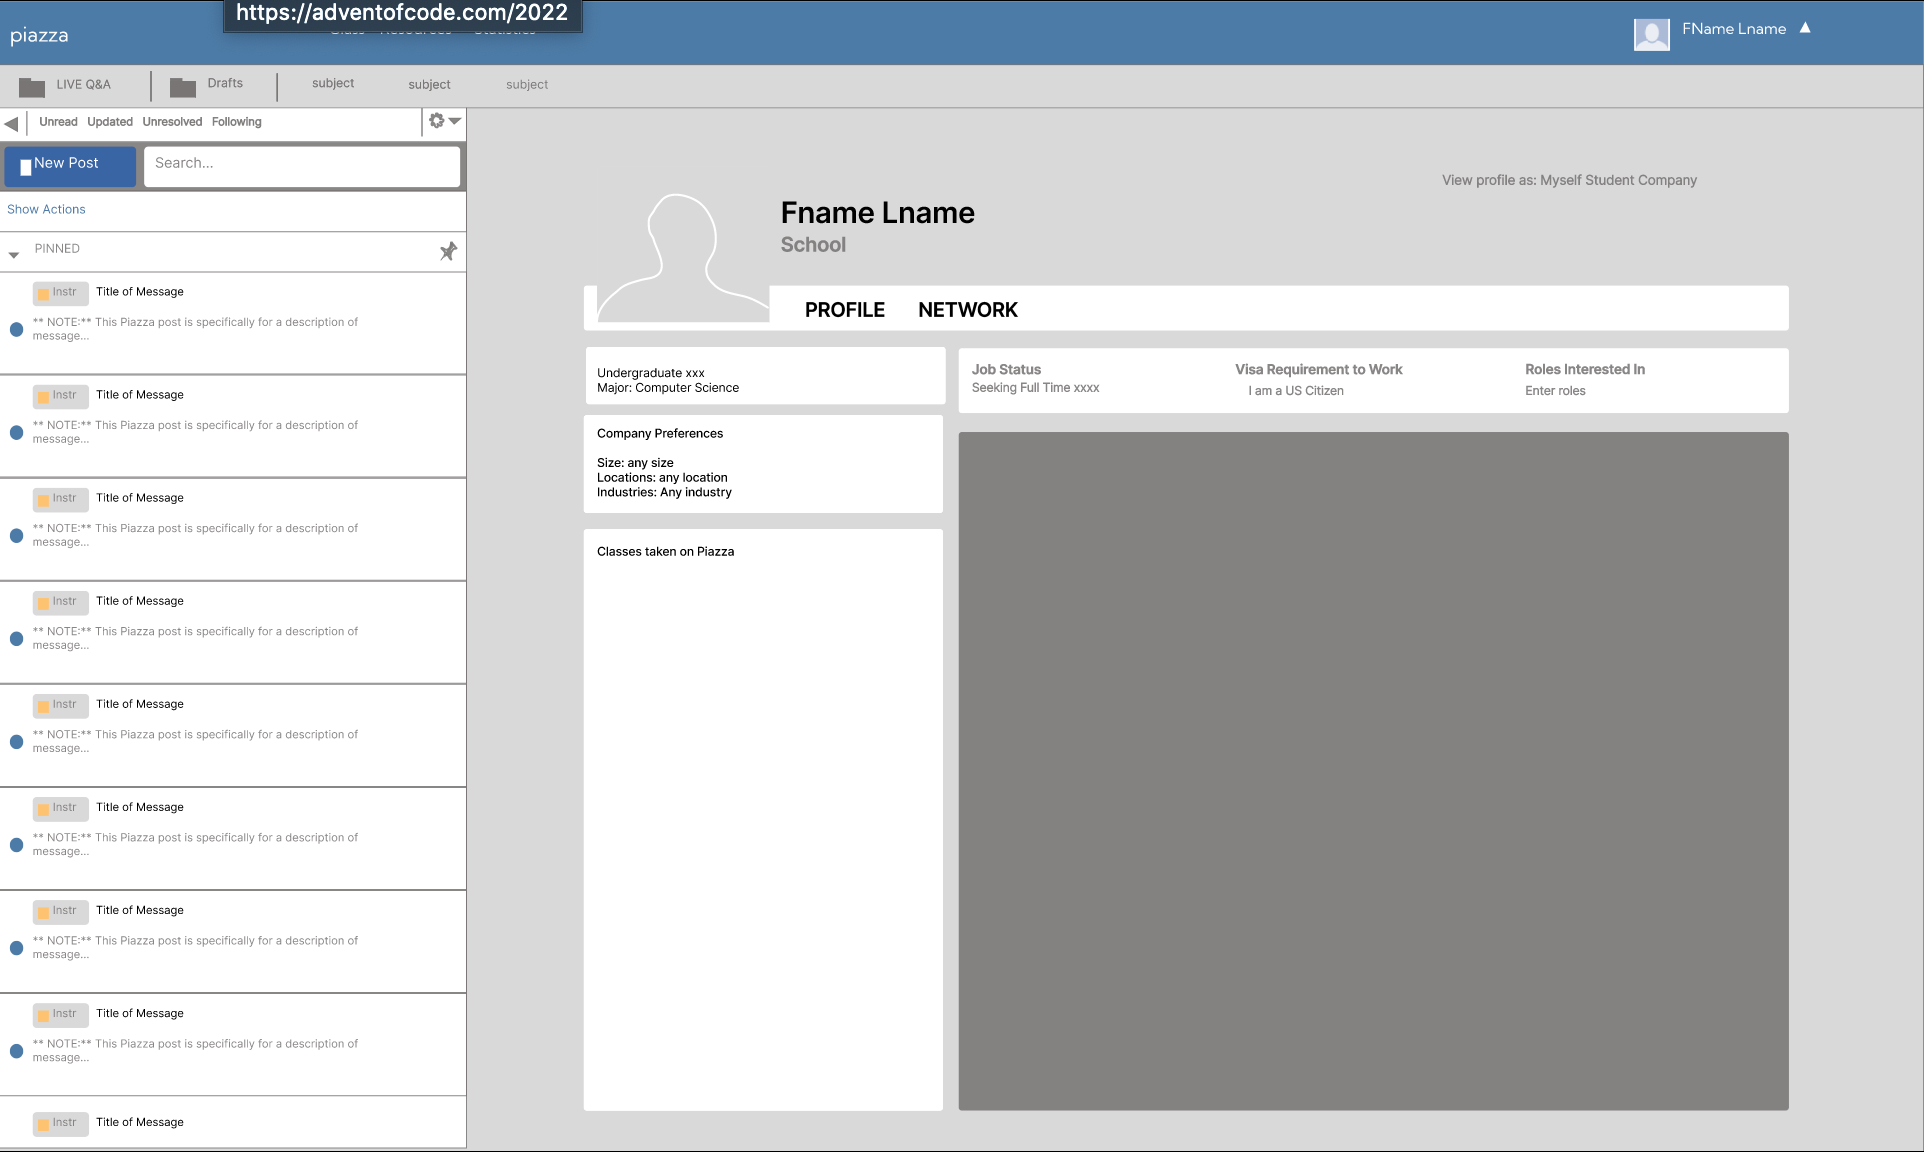 https://adventofcode.com/2022
piazza
Class Resources Statistics
FName Lname
LIVE Q&A
Drafts
subject
subject
subject
Unread Updated Unresolved Following
New Post
Search...
Show Actions
PINNED
Instr Title of Message
** NOTE:** This Piazza post is specifically for a description of
message...
Instr Title of Message
** NOTE:** This Piazza post is specifically for a description of
message...
Instr Title of Message
** NOTE:** This Piazza post is specifically for a description of
message...
Instr Title of Message
** NOTE:** This Piazza post is specifically for a description of
message...
Instr Title of Message
** NOTE:** This Piazza post is specifically for a description of
message...
Instr Title of Message
** NOTE:** This Piazza post is specifically for a description of
message...
Instr Title of Message
** NOTE:** This Piazza post is specifically for a description of
message...
Instr Title of Message
** NOTE:** This Piazza post is specifically for a description of
message...
Instr Title of Message
View profile as: Myself Student Company
Fname Lname
School
PROFILE NETWORK
Undergraduate xxx
Major: Computer Science
Company Preferences
Size: any size
Locations: any location
Industries: Any industry
Classes taken on Piazza
Job Status
Seeking Full Time xxxx
Visa Requirement to Work
I am a US Citizen
Roles Interested In
Enter roles